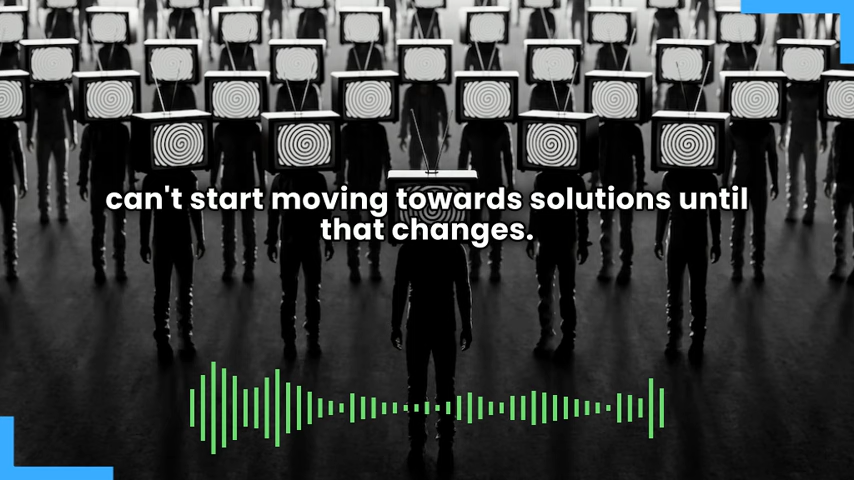 can't start moving towards solutions until
that changes.